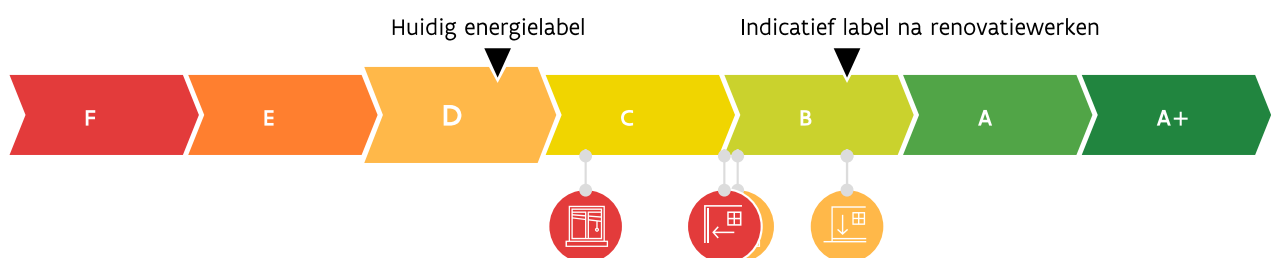 Huidig energielabel
Indicatief label na renovatiewerken
F E D C B A A+